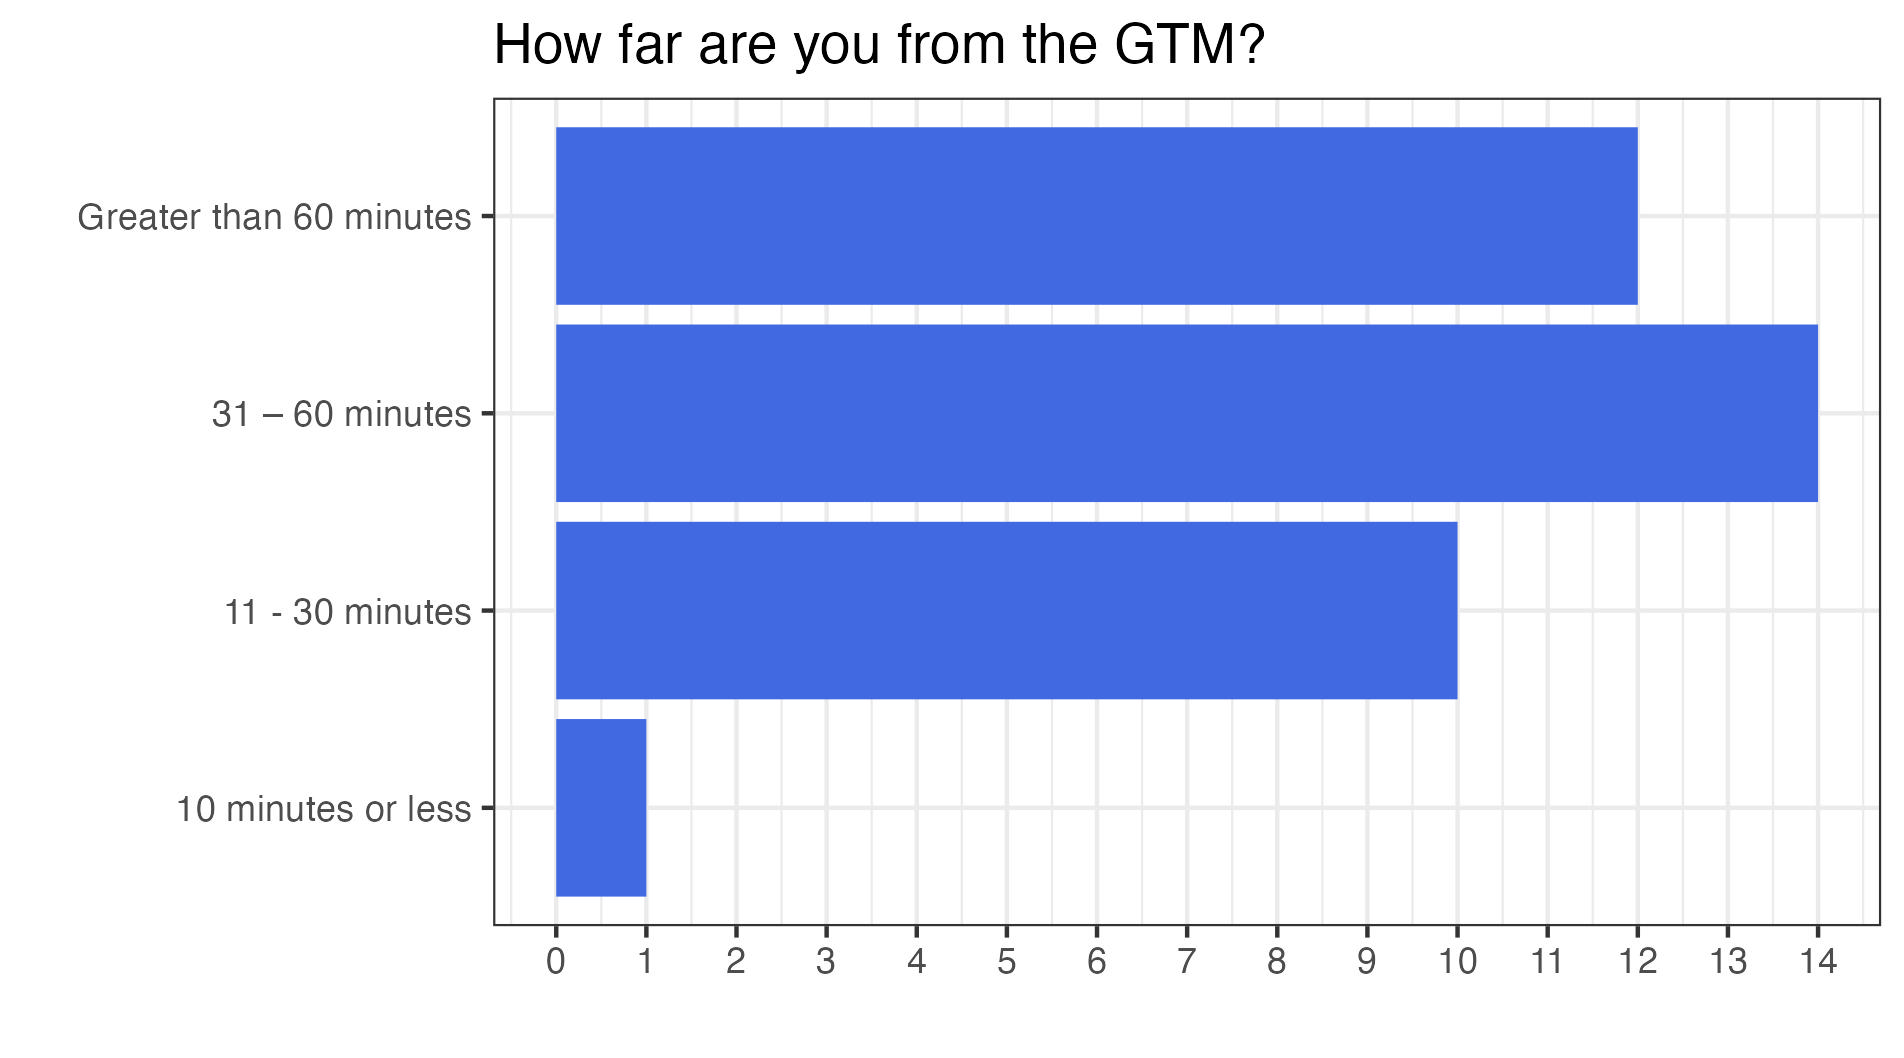 How far are you from the GTM?
Greater than 60 minutes
31 – 60 minutes
11 - 30 minutes
10 minutes or less
0 1 2 3 4 5 6 7 8 9 10 11 12 13 14